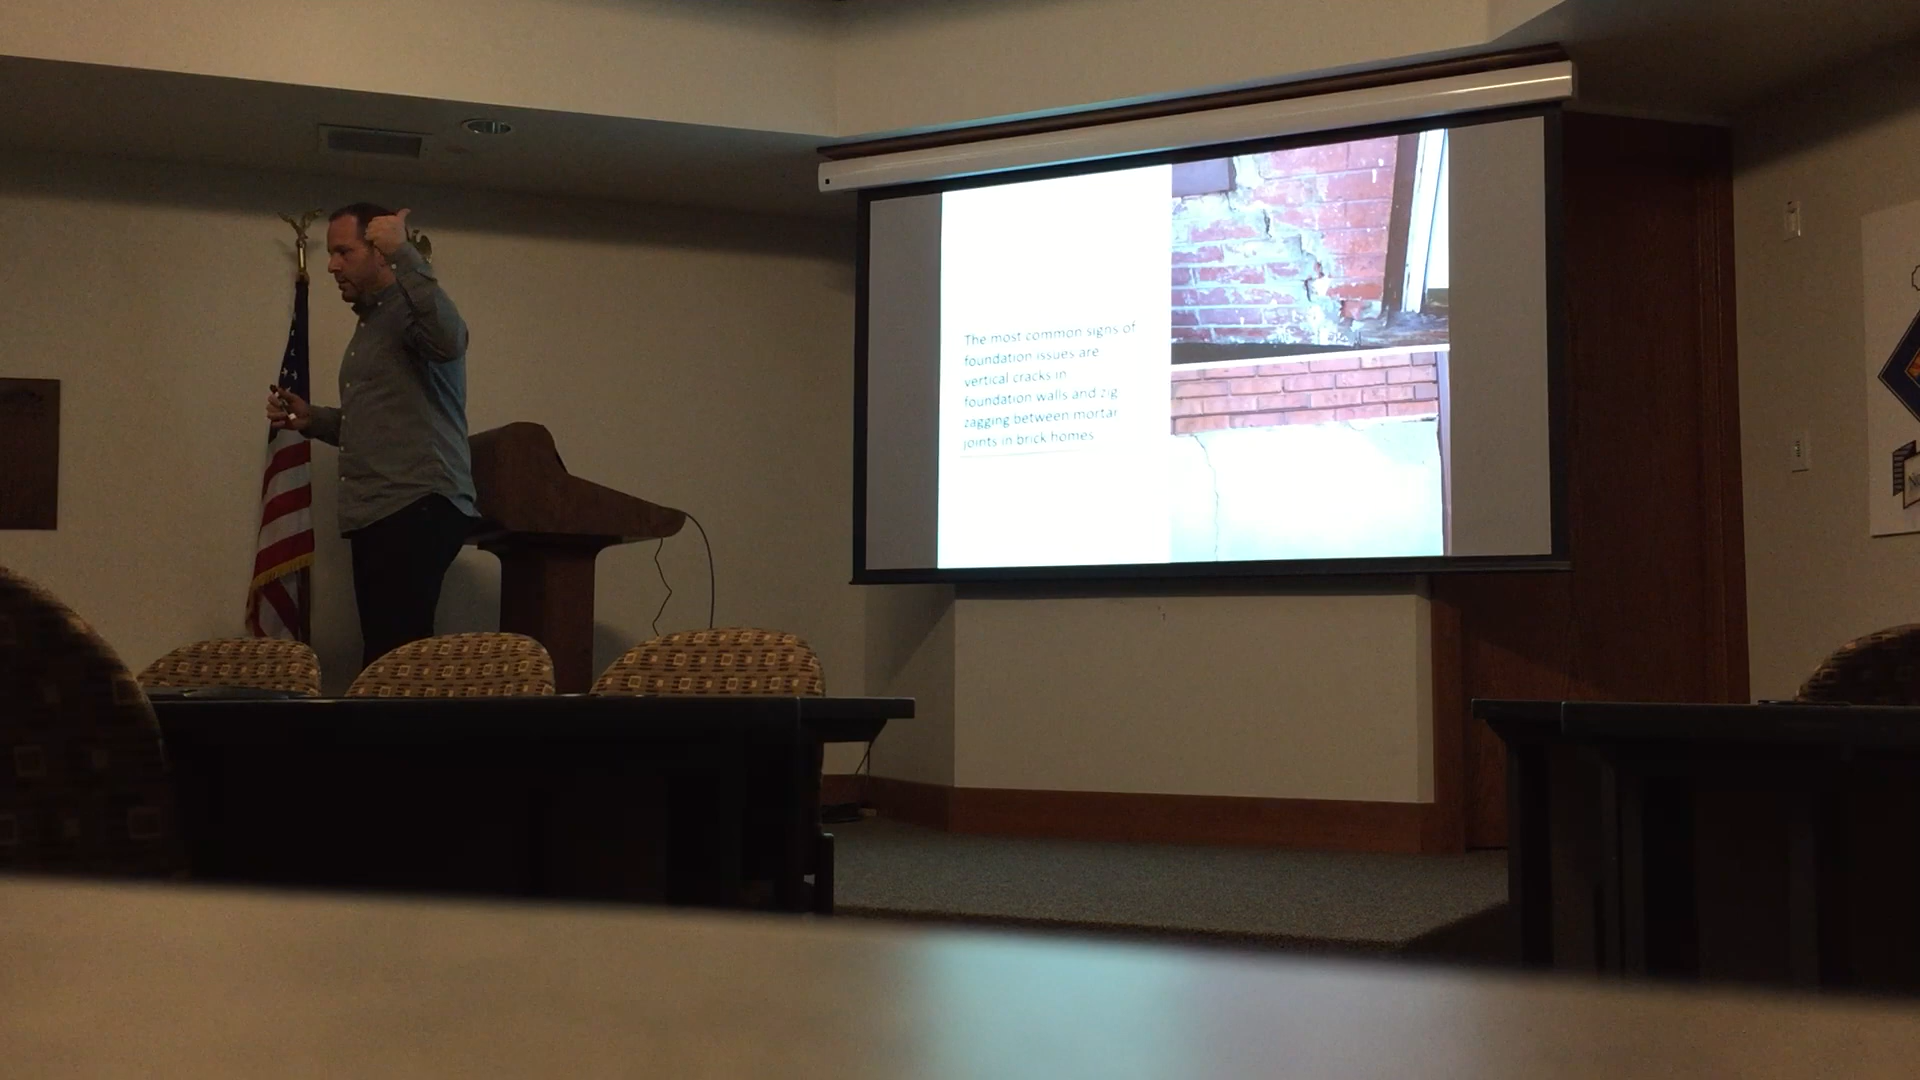 The most common signs of
foundation issues are
vertical cracks in
foundation walls and zig
zagging between mortar
joints in brick homes